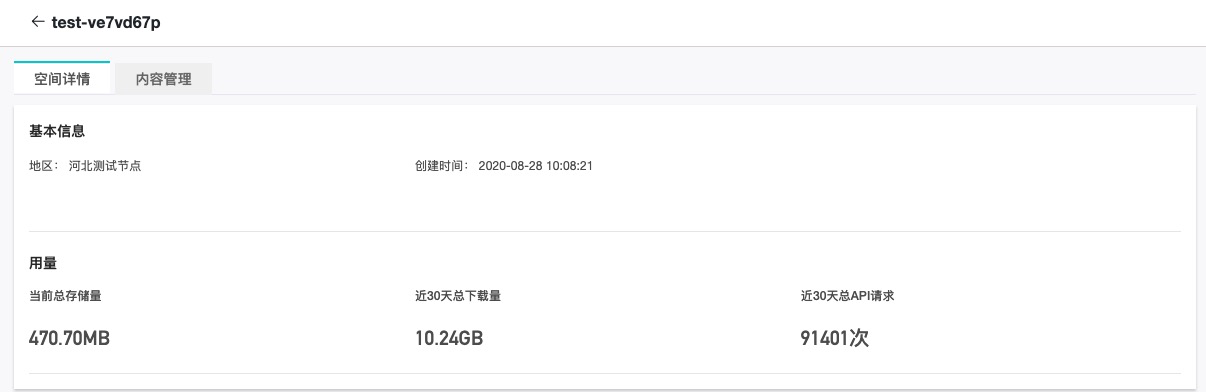 ← test-ve7vd67p
空间详情 内容管理
基本信息
地区： 河北测试节点 创建时间： 2020-08-28 10:08:21
用量
当前总存储量 近30天总下载量 近30天总API请求
470.70MB 10.24GB 91401次